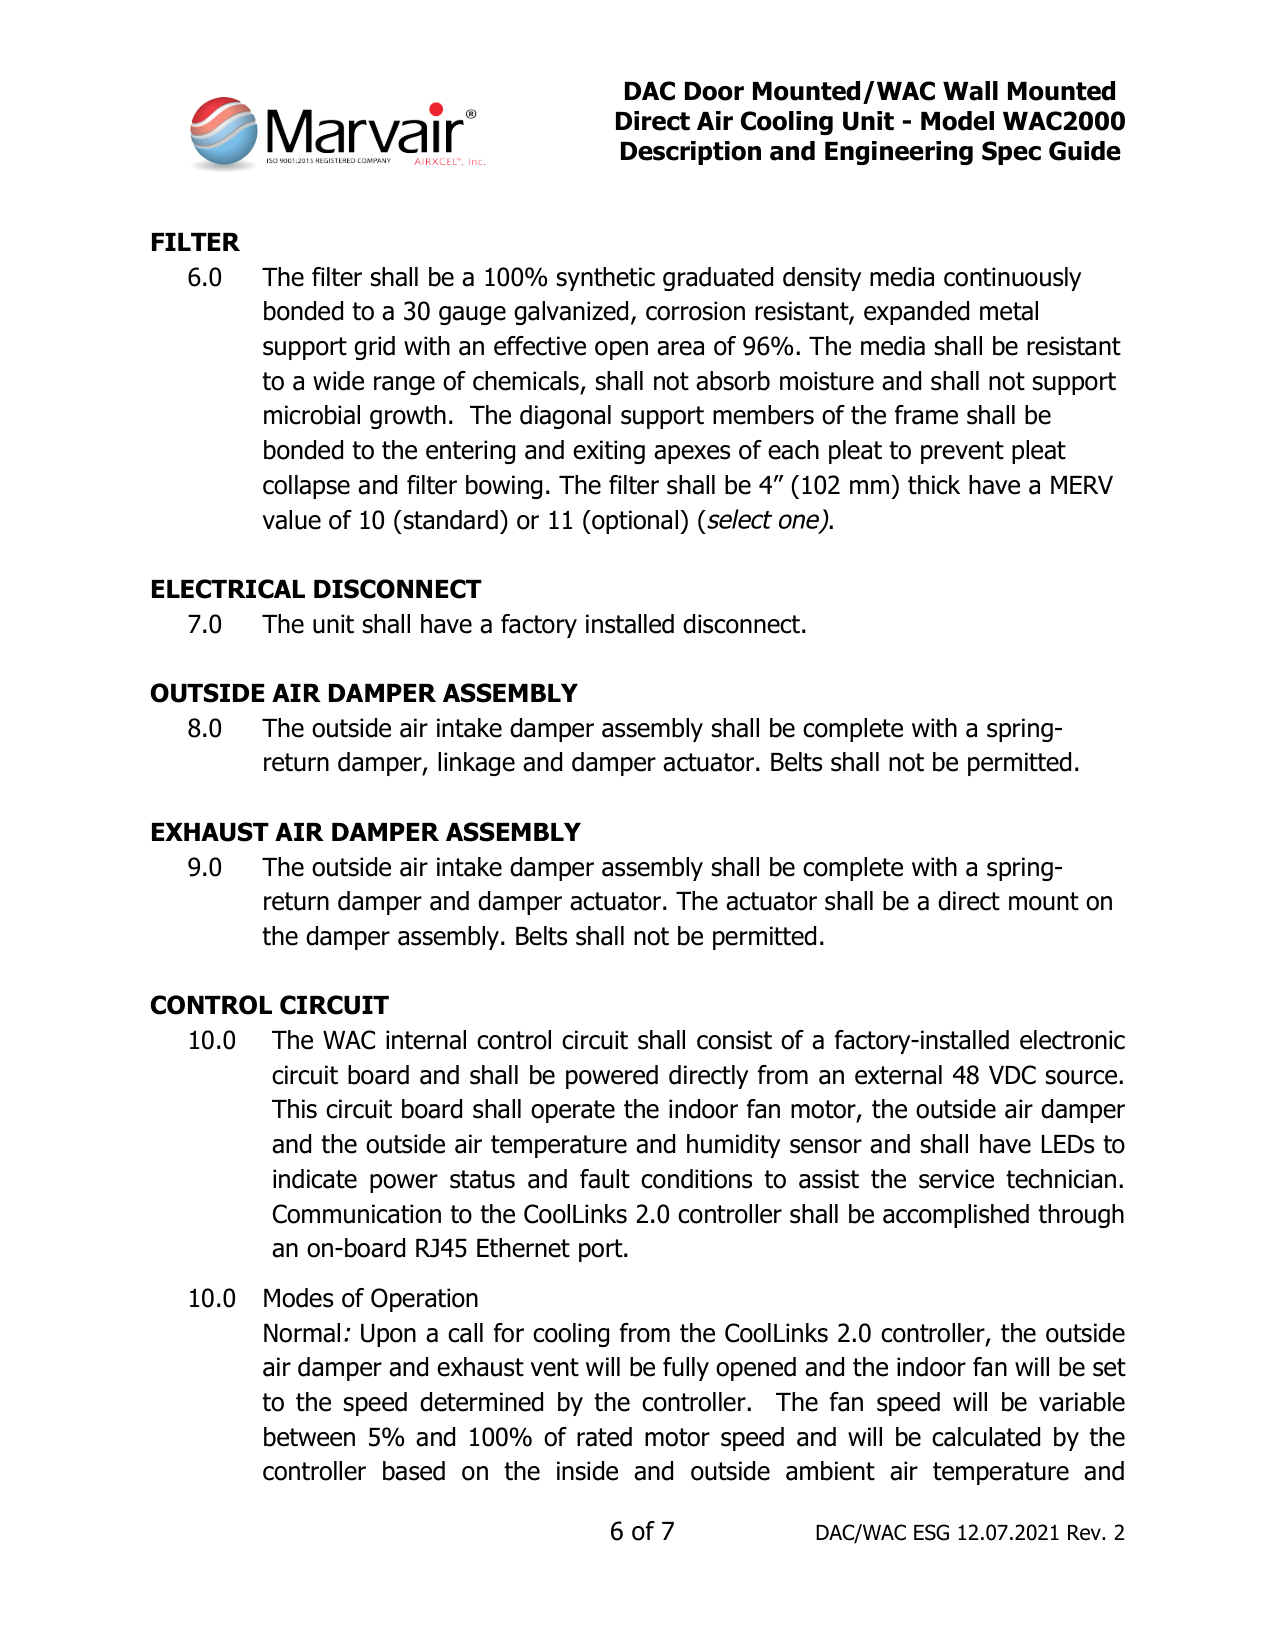 DAC Door Mounted/WAC Wall Mounted
Direct Air Cooling Unit - Model WAC2000
Description and Engineering Spec Guide
Marvair®
ISO 9001:2015 REGISTERED COMPANY AIRXCEL™, Inc.
FILTER
6.0 The filter shall be a 100% synthetic graduated density media continuously
bonded to a 30 gauge galvanized, corrosion resistant, expanded metal
support grid with an effective open area of 96%. The media shall be resistant
to a wide range of chemicals, shall not absorb moisture and shall not support
microbial growth.  The diagonal support members of the frame shall be
bonded to the entering and exiting apexes of each pleat to prevent pleat
collapse and filter bowing. The filter shall be 4” (102 mm) thick have a MERV
value of 10 (standard) or 11 (optional) (select one).
ELECTRICAL DISCONNECT
7.0 The unit shall have a factory installed disconnect.
OUTSIDE AIR DAMPER ASSEMBLY
8.0 The outside air intake damper assembly shall be complete with a spring-
return damper, linkage and damper actuator. Belts shall not be permitted.
EXHAUST AIR DAMPER ASSEMBLY
9.0 The outside air intake damper assembly shall be complete with a spring-
return damper and damper actuator. The actuator shall be a direct mount on
the damper assembly. Belts shall not be permitted.
CONTROL CIRCUIT
10.0 The WAC internal control circuit shall consist of a factory-installed electronic
circuit board and shall be powered directly from an external 48 VDC source.
This circuit board shall operate the indoor fan motor, the outside air damper
and the outside air temperature and humidity sensor and shall have LEDs to
indicate power status and fault conditions to assist the service technician.
Communication to the CoolLinks 2.0 controller shall be accomplished through
an on-board RJ45 Ethernet port.
10.0 Modes of Operation
Normal: Upon a call for cooling from the CoolLinks 2.0 controller, the outside
air damper and exhaust vent will be fully opened and the indoor fan will be set
to the speed determined by the controller.  The fan speed will be variable
between 5% and 100% of rated motor speed and will be calculated by the
controller based on the inside and outside ambient air temperature and
6 of 7 DAC/WAC ESG 12.07.2021 Rev. 2